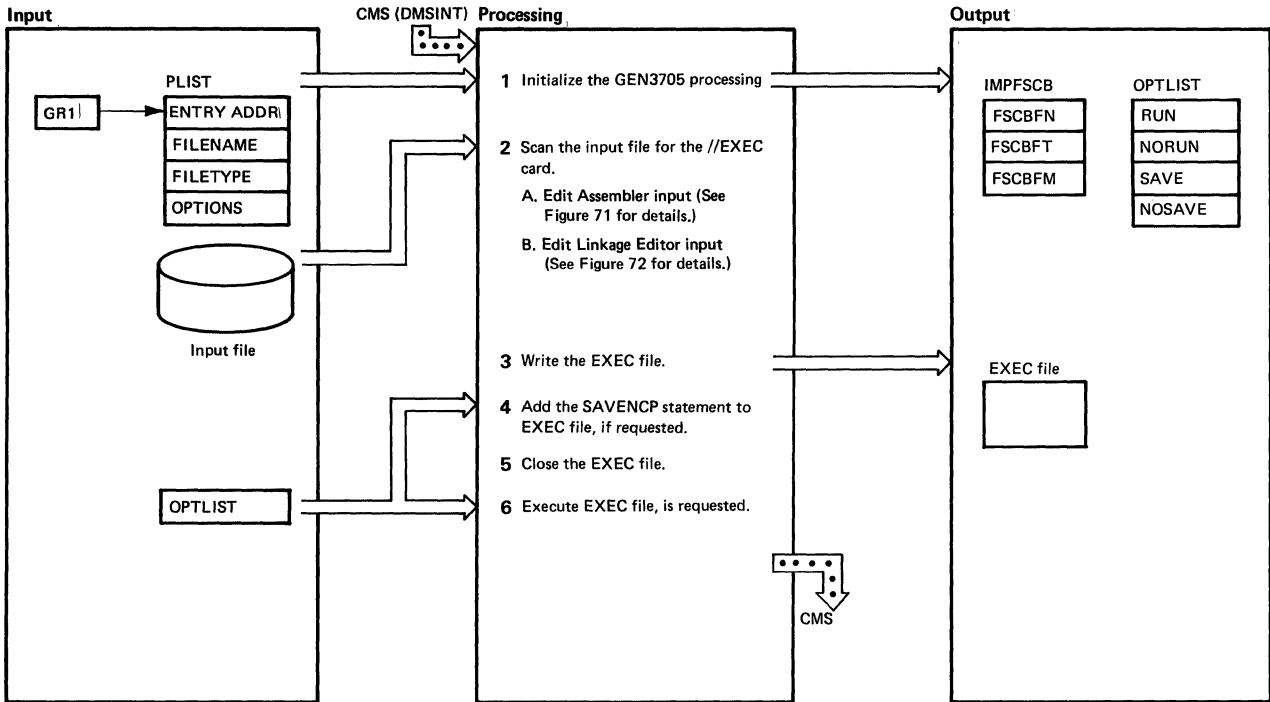 Input
CMS (DMSINT)
Processing
Output
PLIST
GR1
ENTRY ADDR
FILENAME
FILETYPE
OPTIONS
Input file
OPTLIST
1 Initialize the GEN3705 processing
2 Scan the input file for the //EXEC
card.
A. Edit Assembler input (See
Figure 71 for details.)
B. Edit Linkage Editor input
(See Figure 72 for details.)
3 Write the EXEC file.
4 Add the SAVENCP statement to
EXEC file, if requested.
5 Close the EXEC file.
6 Execute EXEC file, is requested.
CMS
IMPFSCB
FSCBFN
FSCBFT
FSCBFM
OPTLIST
RUN
NORUN
SAVE
NOSAVE
EXEC file